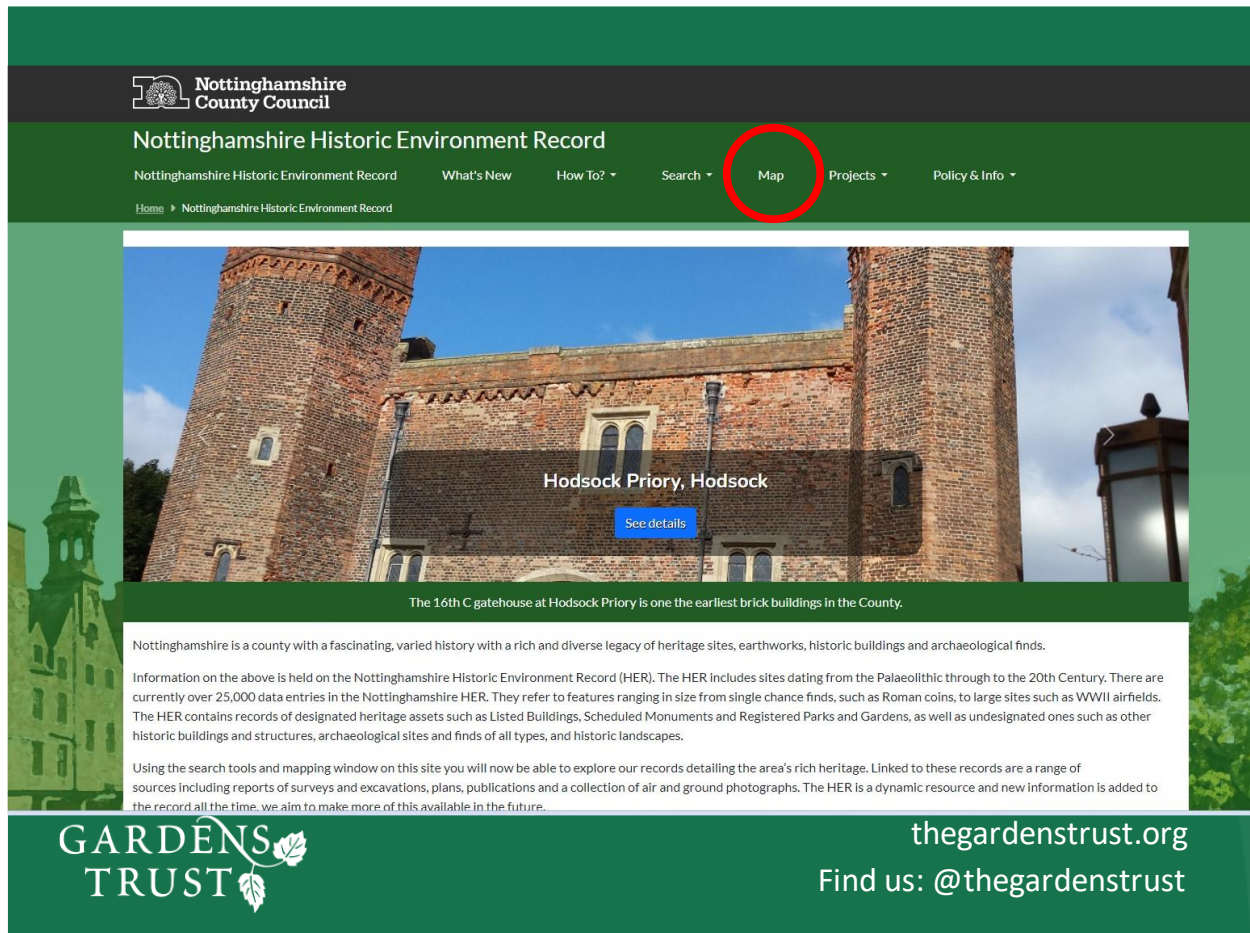 Nottinghamshire
County Council
Nottinghamshire Historic Environment Record
Nottinghamshire Historic Environment Record What's New How To? Search Map Projects Policy & Info
Home Nottinghamshire Historic Environment Record
Hodsock Priory, Hodsock
See details
The 16th C gatehouse at Hodsock Priory is one the earliest brick buildings in the County.
Nottinghamshire is a county with a fascinating, varied history with a rich and diverse legacy of heritage sites, earthworks, historic buildings and archaeological finds.
Information on the above is held on the Nottinghamshire Historic Environment Record (HER). The HER includes sites dating from the Palaeolithic through to the 20th Century. There are
currently over 25,000 data entries in the Nottinghamshire HER. They refer to features ranging in size from single chance finds, such as Roman coins, to large sites such as WWII airfields.
The HER contains records of designated heritage assets such as Listed Buildings, Scheduled Monuments and Registered Parks and Gardens, as well as undesignated ones such as other
historic buildings and structures, archaeological sites and finds of all types, and historic landscapes.
Using the search tools and mapping window on this site you will now be able to explore our records detailing the area's rich heritage. Linked to these records are a range of
sources including reports of surveys and excavations, plans, publications and a collection of air and ground photographs. The HER is a dynamic resource and new information is added to
the record all the time, we aim to make more of this available in the future.
GARDENS
TRUST
thegardenstrust.org
Find us: @thegardenstrust